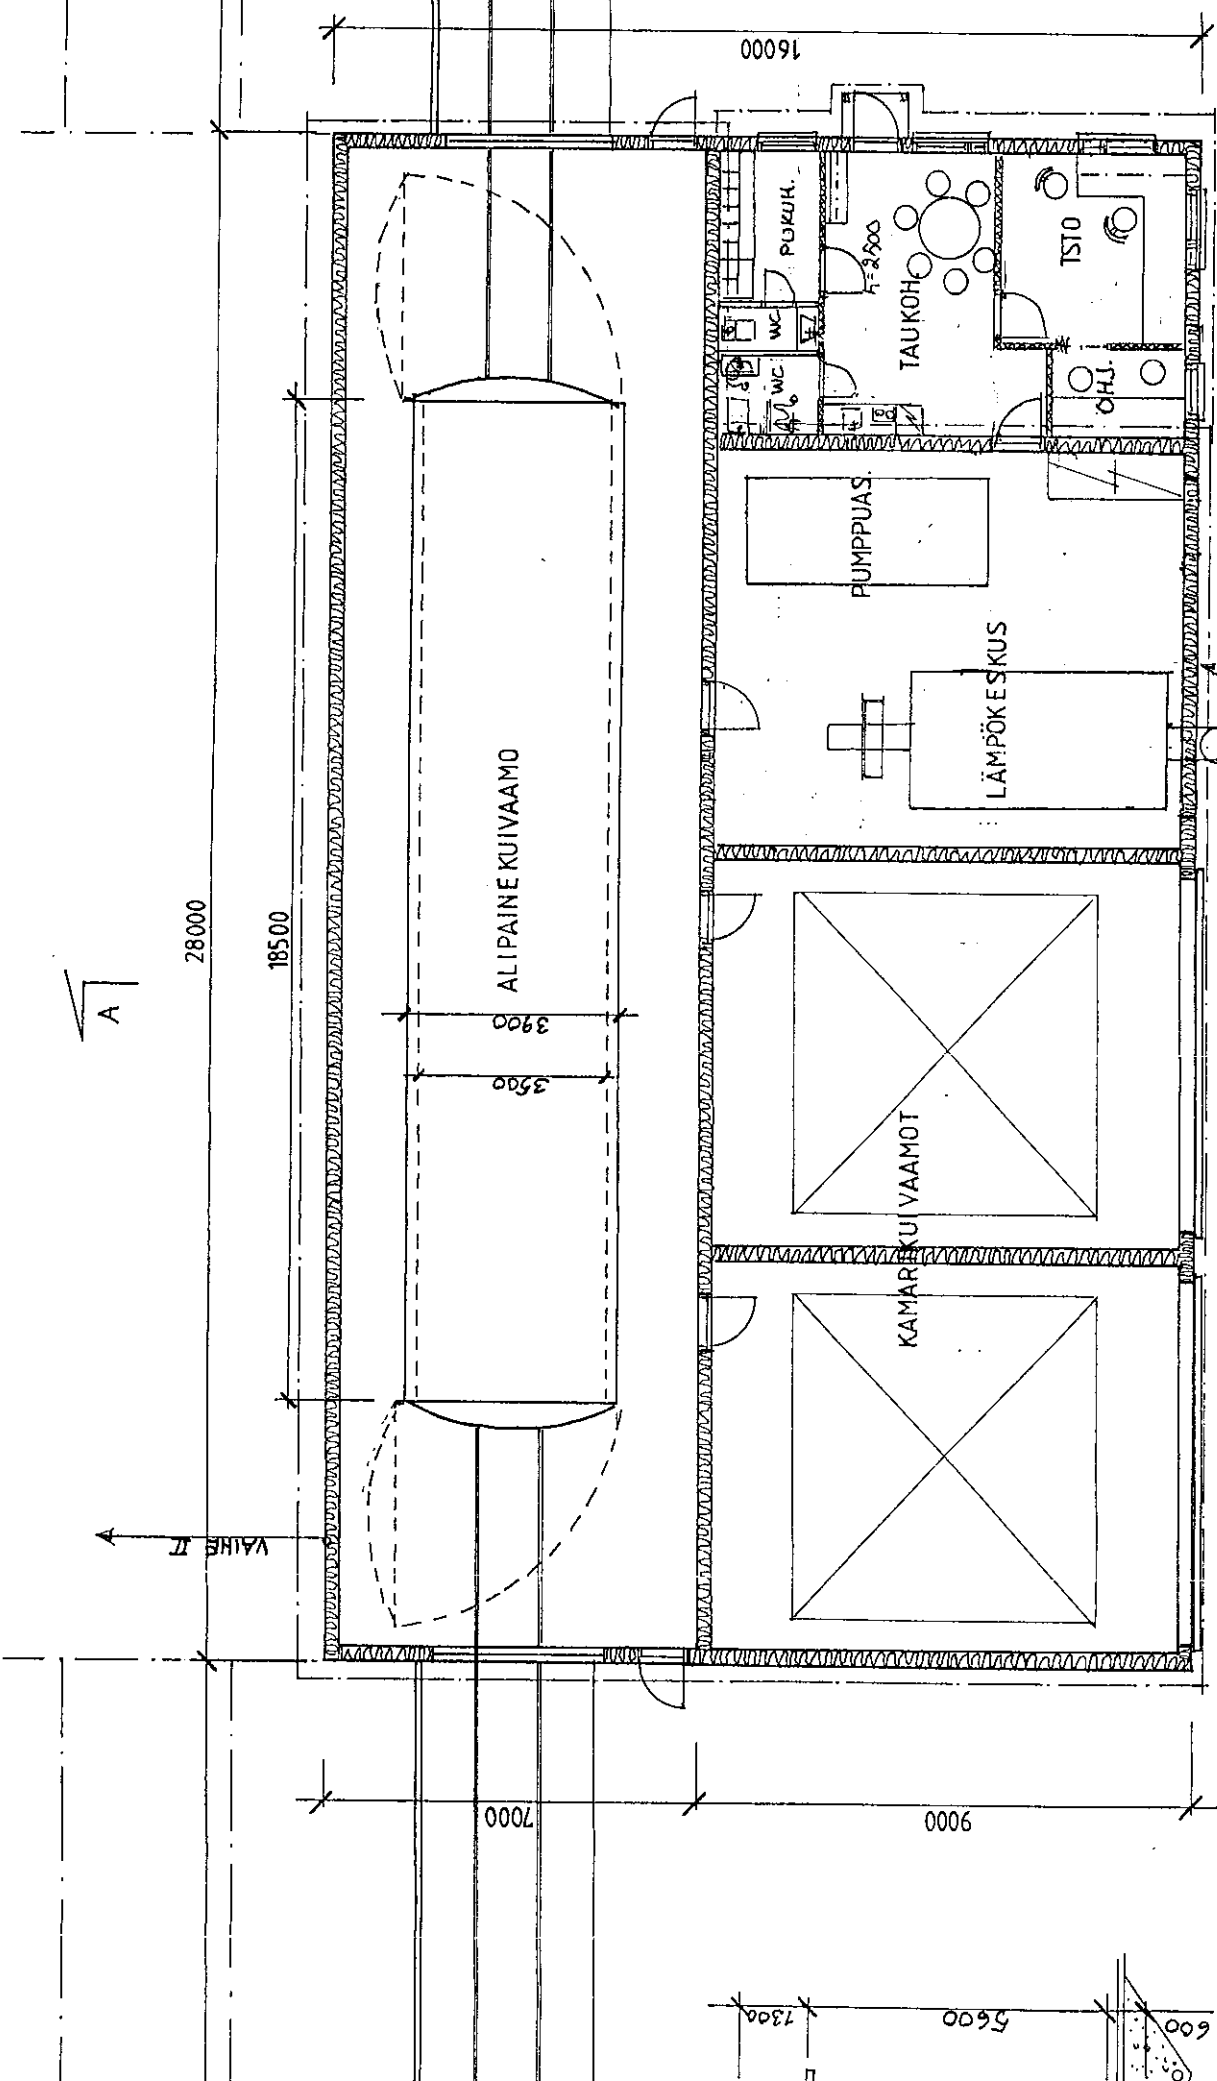 16000
28000
18500
A
PUKUH.
WC
WC
h=2500
TAUKOH.
TSTO
OHJ.
PUMPPUAS.
LÄMPÖKESKUS
ALIPAINEKUIVAAMO
3900
3500
KAMARIKUIVAAMOT
VAIHE II
7000
9000
1300
5600
600